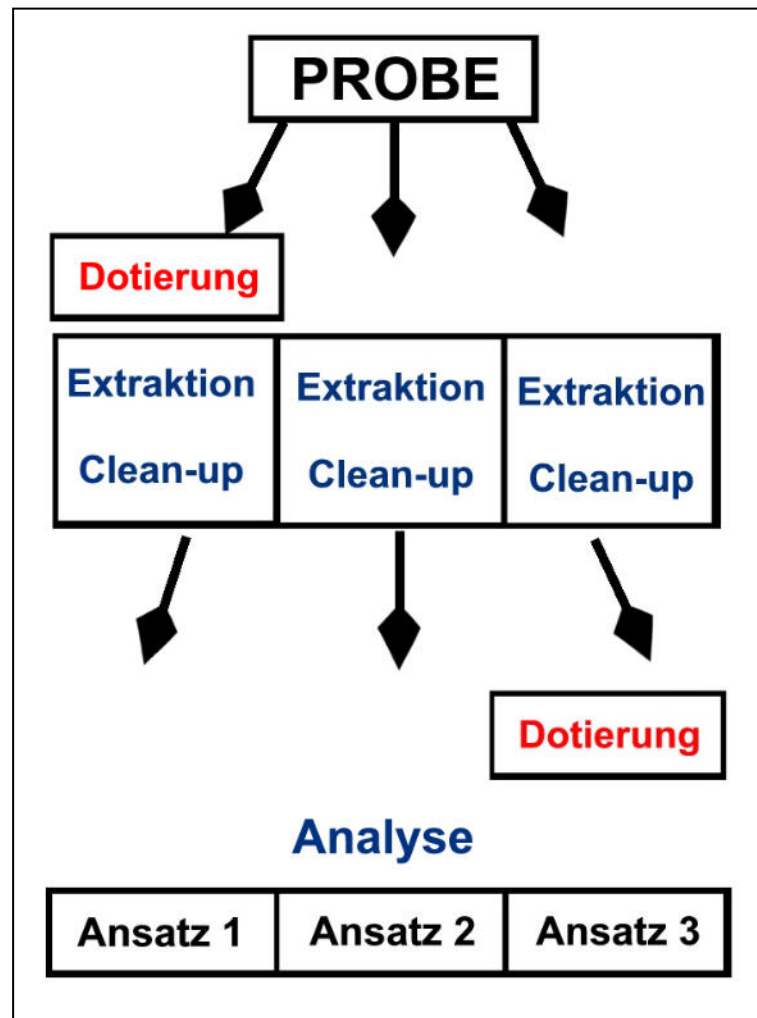 PROBE
Dotierung
Extraktion Extraktion Extraktion
Clean-up Clean-up Clean-up
Dotierung
Analyse
Ansatz 1 Ansatz 2 Ansatz 3